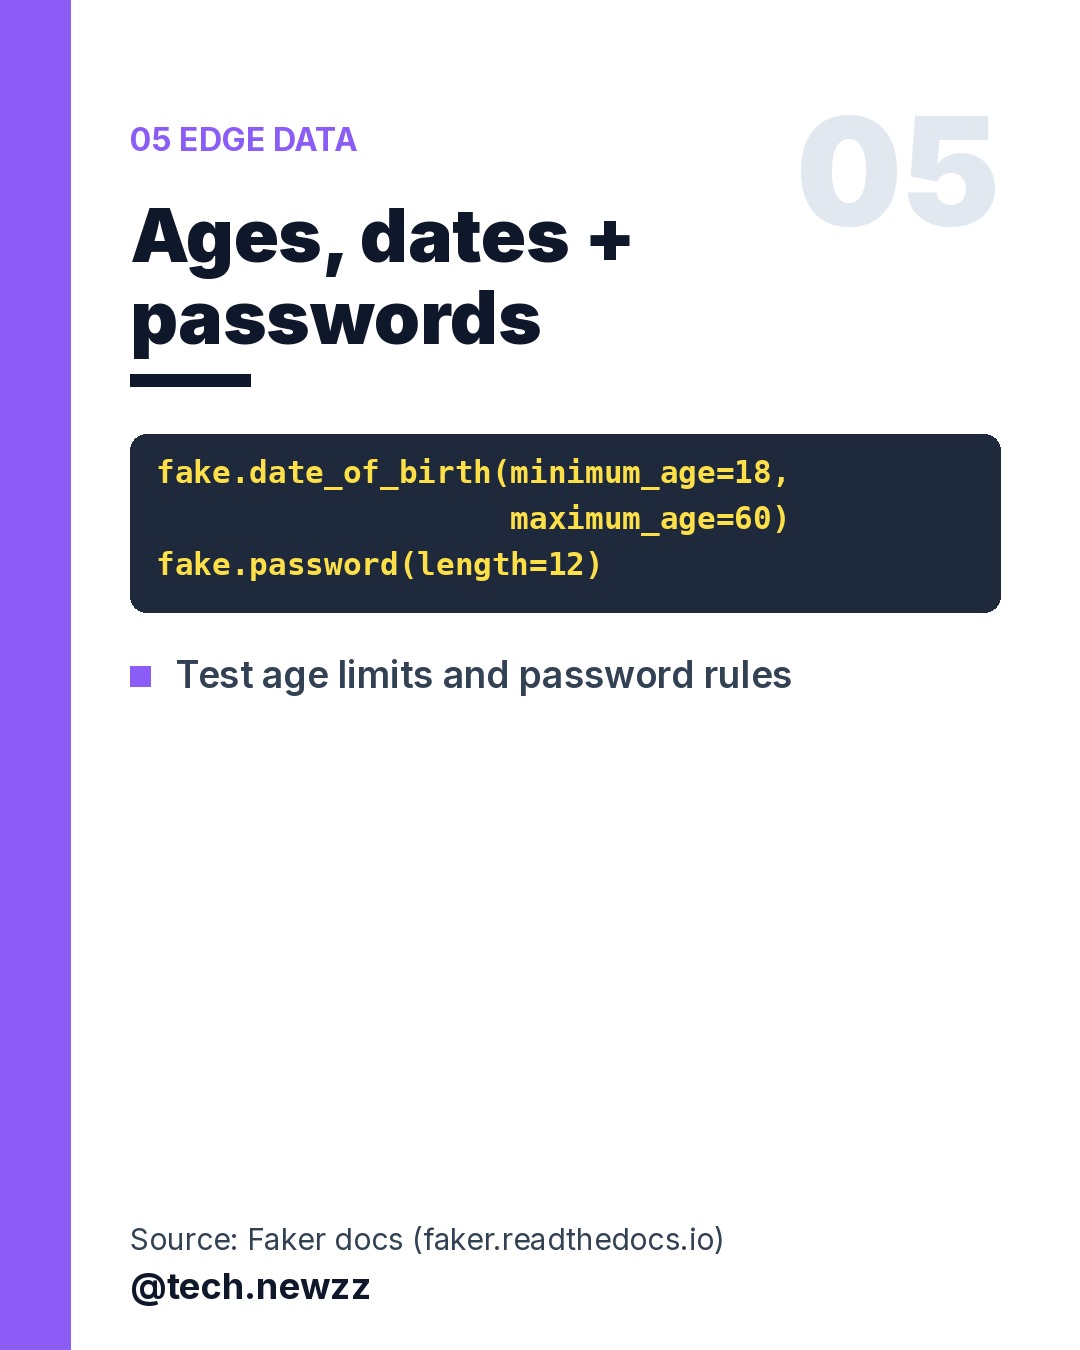 05 EDGE DATA
05
Ages, dates +
passwords
fake.date_of_birth(minimum_age=18,
                   maximum_age=60)
fake.password(length=12)
Test age limits and password rules
Source: Faker docs (faker.readthedocs.io)
@tech.newzz